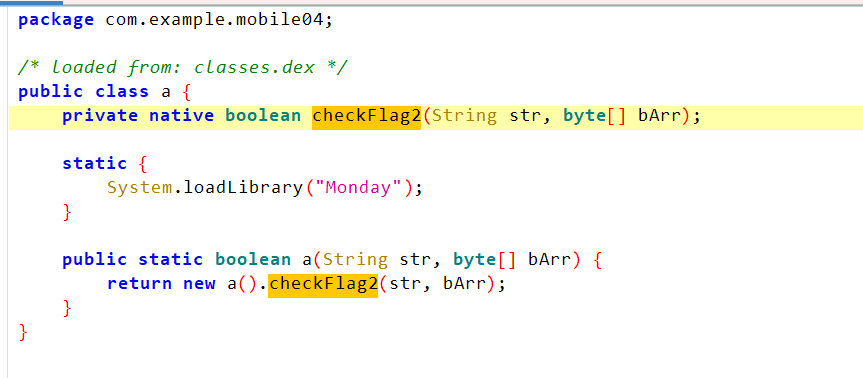 package com.example.mobile04;
/* loaded from: classes.dex */
public class a {
private native boolean checkFlag2(String str, byte[] bArr);
static {
System.loadLibrary("Monday");
}
public static boolean a(String str, byte[] bArr) {
return new a().checkFlag2(str, bArr);
}
}